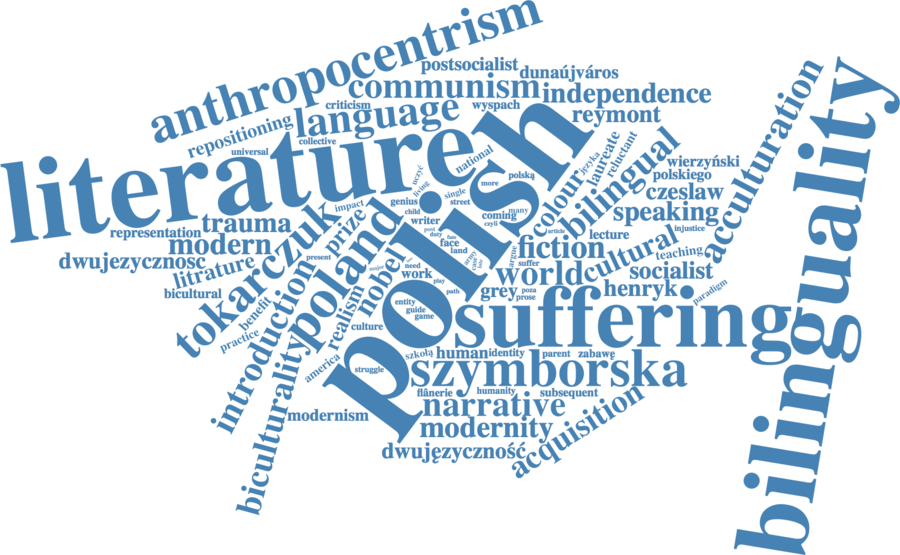 anthropocentrism
postsocialist
dunaújváros
communism
independence
criticism
wyspach
reymont
repositioning
language
collective
universal
literature
polish
bilingual
bilinguality
acculturation
national
laureate
reluctant
języka
colour
wierzyński
polskiego
czeslaw
speaking
injustice
uczyć
living
single
street
more
polską
genius
child
writer
impact
prize
trauma
representation
modern
dwujezycznosc
litrature
bicultural
tokarczuk
poland
nobel
present
major
post
duty
fate
face
land
coming
many
czyli
article
lecture
fiction
cultural
teaching
socialist
world
henryk
paradigm
argue
suffer
army
need
work
play
path
grey
poza
prose
entity
guide
game
realism
culture
benefit
practice
introduction
biculturality
america
suffering
szkołą
human
identity
parent
zabawę
struggle
szymborska
flânerie
humanity
subsequent
modernism
narrative
modernity
acquisition
dwujęzyczność